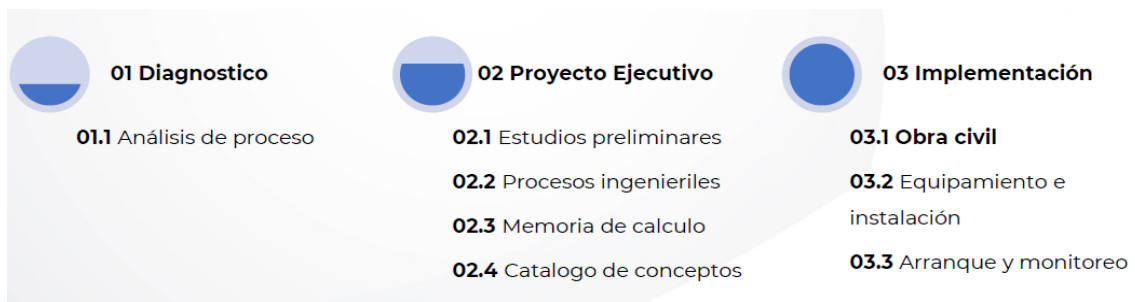 01 Diagnostico
01.1 Análisis de proceso
02 Proyecto Ejecutivo
02.1 Estudios preliminares
02.2 Procesos ingenieriles
02.3 Memoria de calculo
02.4 Catalogo de conceptos
03 Implementación
03.1 Obra civil
03.2 Equipamiento e
instalación
03.3 Arranque y monitoreo